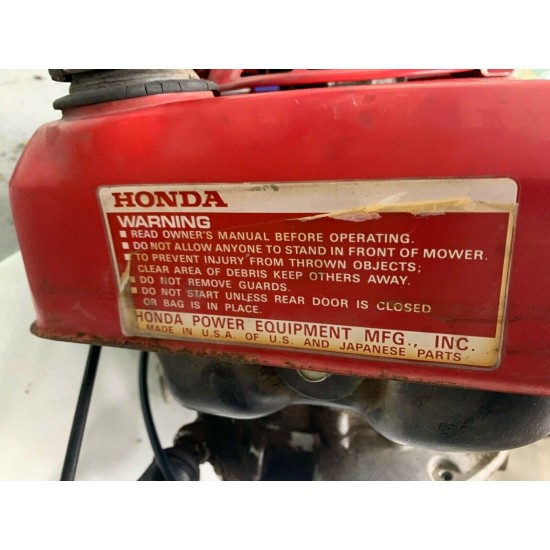 HONDA
WARNING
READ OWNER'S MANUAL BEFORE OPERATING.
DO NOT ALLOW ANYONE TO STAND IN FRONT OF MOWER.
TO PREVENT INJURY FROM THROWN OBJECTS;
CLEAR AREA OF DEBRIS KEEP OTHERS AWAY.
DO NOT REMOVE GUARDS.
DO NOT START UNLESS REAR DOOR IS CLOSED
OR BAG IS IN PLACE.
HONDA POWER EQUIPMENT MFG., INC.
MADE IN U.S.A. OF U.S. AND JAPANESE PARTS